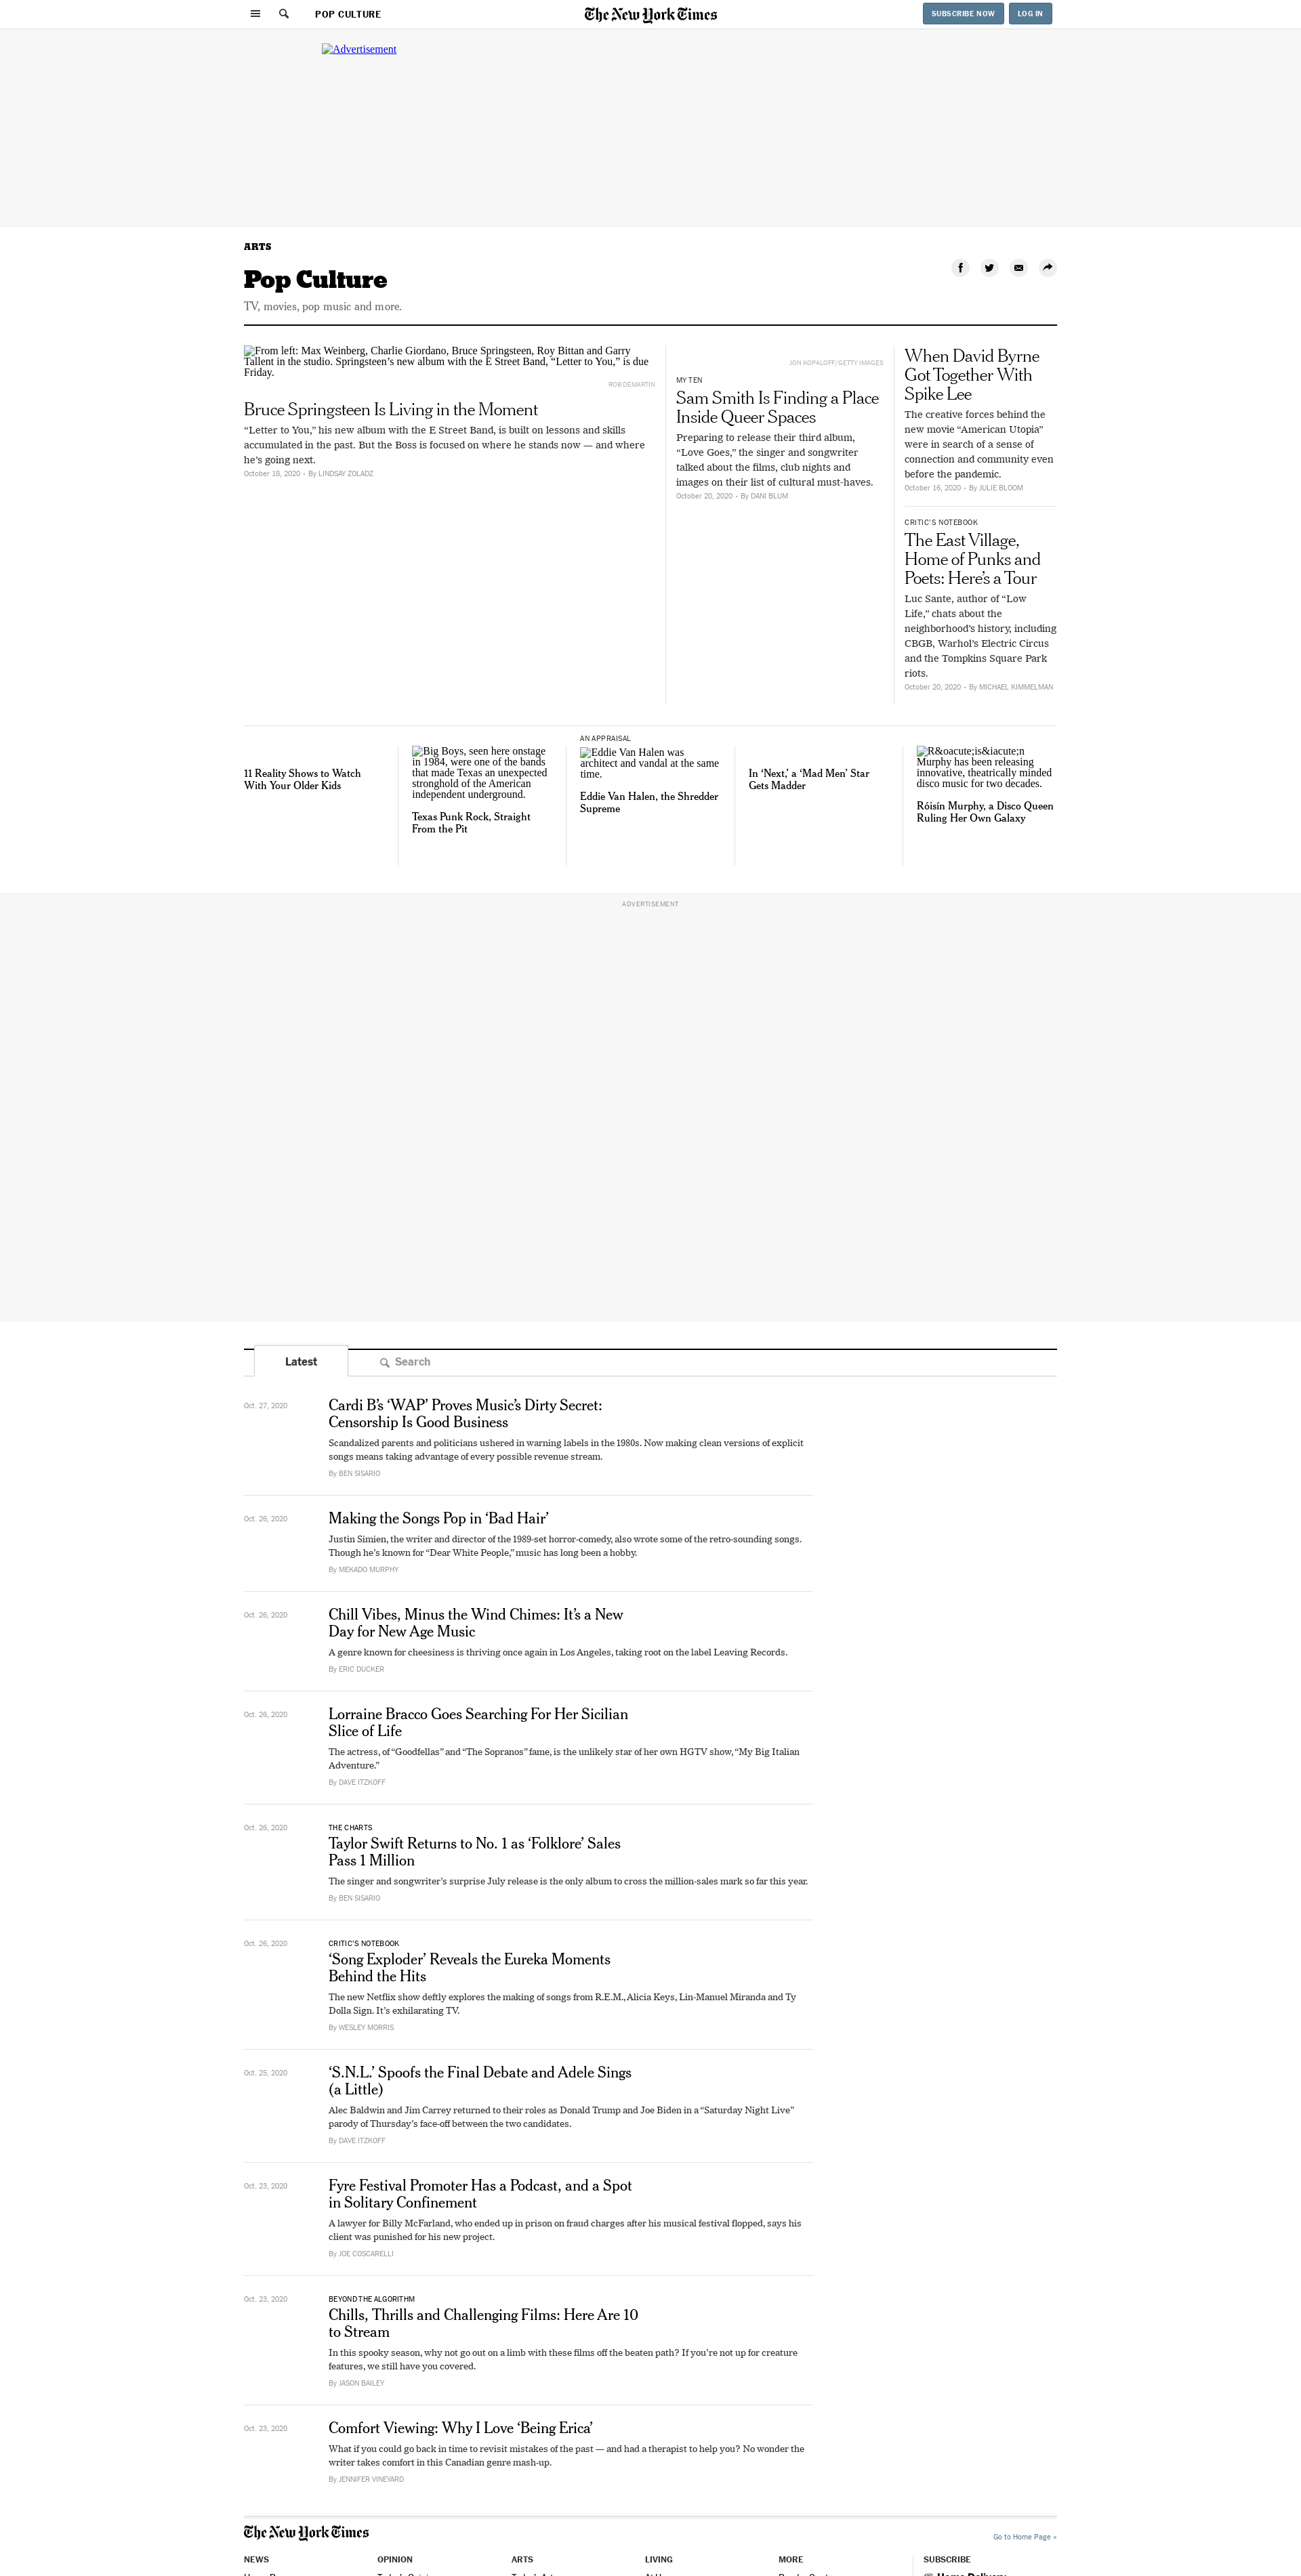 POP CULTURE
The New York Times
SUBSCRIBE NOW
LOG IN
Advertisement
ARTS
Pop Culture
TV, movies, pop music and more.
From left: Max Weinberg, Charlie Giordano, Bruce Springsteen, Roy Bittan and Garry
Tallent in the studio. Springsteen’s new album with the E Street Band, “Letter to You,” is due
Friday.
ROB DEMARTIN
Bruce Springsteen Is Living in the Moment
“Letter to You,” his new album with the E Street Band, is built on lessons and skills
accumulated in the past. But the Boss is focused on where he stands now — and where
he’s going next.
October 18, 2020 - By LINDSAY ZOLADZ
JON KOPALOFF/GETTY IMAGES
MY TEN
Sam Smith Is Finding a Place
Inside Queer Spaces
Preparing to release their third album,
“Love Goes,” the singer and songwriter
talked about the films, club nights and
images on their list of cultural must-haves.
October 20, 2020 - By DANI BLUM
When David Byrne
Got Together With
Spike Lee
The creative forces behind the
new movie “American Utopia”
were in search of a sense of
connection and community even
before the pandemic.
October 16, 2020 - By JULIE BLOOM
CRITIC’S NOTEBOOK
The East Village,
Home of Punks and
Poets: Here’s a Tour
Luc Sante, author of “Low
Life,” chats about the
neighborhood’s history, including
CBGB, Warhol’s Electric Circus
and the Tompkins Square Park
riots.
October 20, 2020 - By MICHAEL KIMMELMAN
11 Reality Shows to Watch
With Your Older Kids
Big Boys, seen here onstage
in 1984, were one of the bands
that made Texas an unexpected
stronghold of the American
independent underground.
Texas Punk Rock, Straight
From the Pit
AN APPRAISAL
Eddie Van Halen was
architect and vandal at the same
time.
Eddie Van Halen, the Shredder
Supreme
In ‘Next,’ a ‘Mad Men’ Star
Gets Madder
R&oacute;is&iacute;n
Murphy has been releasing
innovative, theatrically minded
disco music for two decades.
Róisín Murphy, a Disco Queen
Ruling Her Own Galaxy
ADVERTISEMENT
Latest
Search
Oct. 27, 2020
Cardi B’s ‘WAP’ Proves Music’s Dirty Secret:
Censorship Is Good Business
Scandalized parents and politicians ushered in warning labels in the 1980s. Now making clean versions of explicit
songs means taking advantage of every possible revenue stream.
By BEN SISARIO
Oct. 26, 2020
Making the Songs Pop in ‘Bad Hair’
Justin Simien, the writer and director of the 1989-set horror-comedy, also wrote some of the retro-sounding songs.
Though he’s known for “Dear White People,” music has long been a hobby.
By MEKADO MURPHY
Oct. 26, 2020
Chill Vibes, Minus the Wind Chimes: It’s a New
Day for New Age Music
A genre known for cheesiness is thriving once again in Los Angeles, taking root on the label Leaving Records.
By ERIC DUCKER
Oct. 26, 2020
Lorraine Bracco Goes Searching For Her Sicilian
Slice of Life
The actress, of “Goodfellas” and “The Sopranos” fame, is the unlikely star of her own HGTV show, “My Big Italian
Adventure.”
By DAVE ITZKOFF
Oct. 26, 2020
THE CHARTS
Taylor Swift Returns to No. 1 as ‘Folklore’ Sales
Pass 1 Million
The singer and songwriter’s surprise July release is the only album to cross the million-sales mark so far this year.
By BEN SISARIO
Oct. 26, 2020
CRITIC’S NOTEBOOK
‘Song Exploder’ Reveals the Eureka Moments
Behind the Hits
The new Netflix show deftly explores the making of songs from R.E.M., Alicia Keys, Lin-Manuel Miranda and Ty
Dolla Sign. It’s exhilarating TV.
By WESLEY MORRIS
Oct. 25, 2020
‘S.N.L.’ Spoofs the Final Debate and Adele Sings
(a Little)
Alec Baldwin and Jim Carrey returned to their roles as Donald Trump and Joe Biden in a “Saturday Night Live”
parody of Thursday’s face-off between the two candidates.
By DAVE ITZKOFF
Oct. 23, 2020
Fyre Festival Promoter Has a Podcast, and a Spot
in Solitary Confinement
A lawyer for Billy McFarland, who ended up in prison on fraud charges after his musical festival flopped, says his
client was punished for his new project.
By JOE COSCARELLI
Oct. 23, 2020
BEYOND THE ALGORITHM
Chills, Thrills and Challenging Films: Here Are 10
to Stream
In this spooky season, why not go out on a limb with these films off the beaten path? If you’re not up for creature
features, we still have you covered.
By JASON BAILEY
Oct. 23, 2020
Comfort Viewing: Why I Love ‘Being Erica’
What if you could go back in time to revisit mistakes of the past — and had a therapist to help you? No wonder the
writer takes comfort in this Canadian genre mash-up.
By JENNIFER VINEYARD
The New York Times
Go to Home Page »
NEWS
OPINION
ARTS
LIVING
MORE
SUBSCRIBE